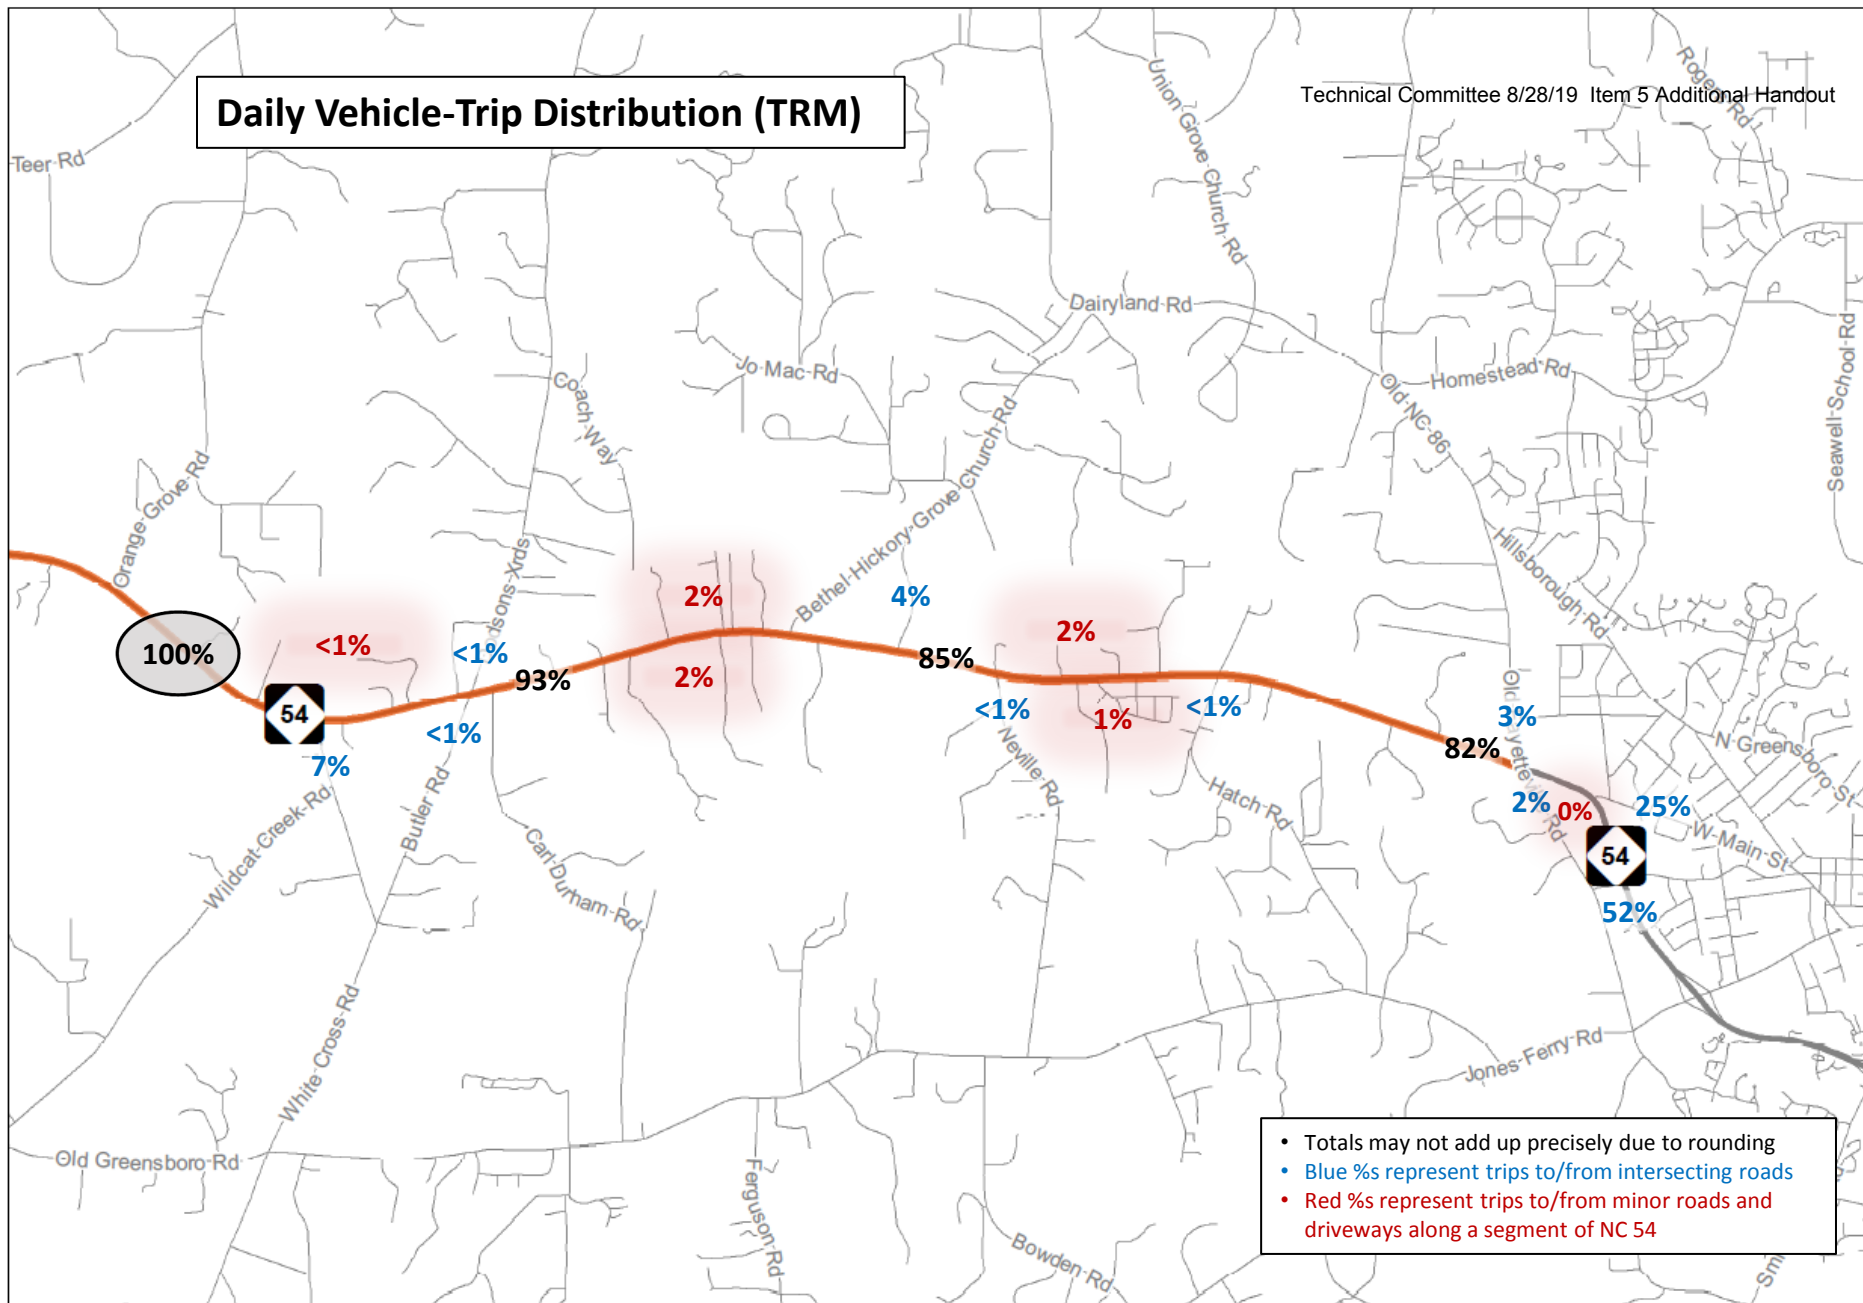 Daily Vehicle-Trip Distribution (TRM)
Technical Committee 8/28/19 Item 5 Additional Handout
Rogers Rd
Union Grove Church Rd
Teer Rd
Dairyland Rd
Jo Mac Rd
Coach Way
Homestead Rd
Old NC 86
Seawell School Rd
Orange Grove Rd
Bethel Hickory Grove Church Rd
Hillsborough Rd
2%
4%
2%
100%
<1%
<1%
93%
2%
85%
<1%
1%
<1%
54
<1%
7%
82%
3%
N Greensboro St
2%
0%
25%
W Main St
54
52%
Neville Rd
Hatch Rd
Wildcat Creek Rd
Butler Rd
Carl Durham Rd
White Cross Rd
Jones Ferry Rd
Old Greensboro Rd
Ferguson Rd
Bowden Rd
• Totals may not add up precisely due to rounding
• Blue %s represent trips to/from intersecting roads
• Red %s represent trips to/from minor roads and
driveways along a segment of NC 54